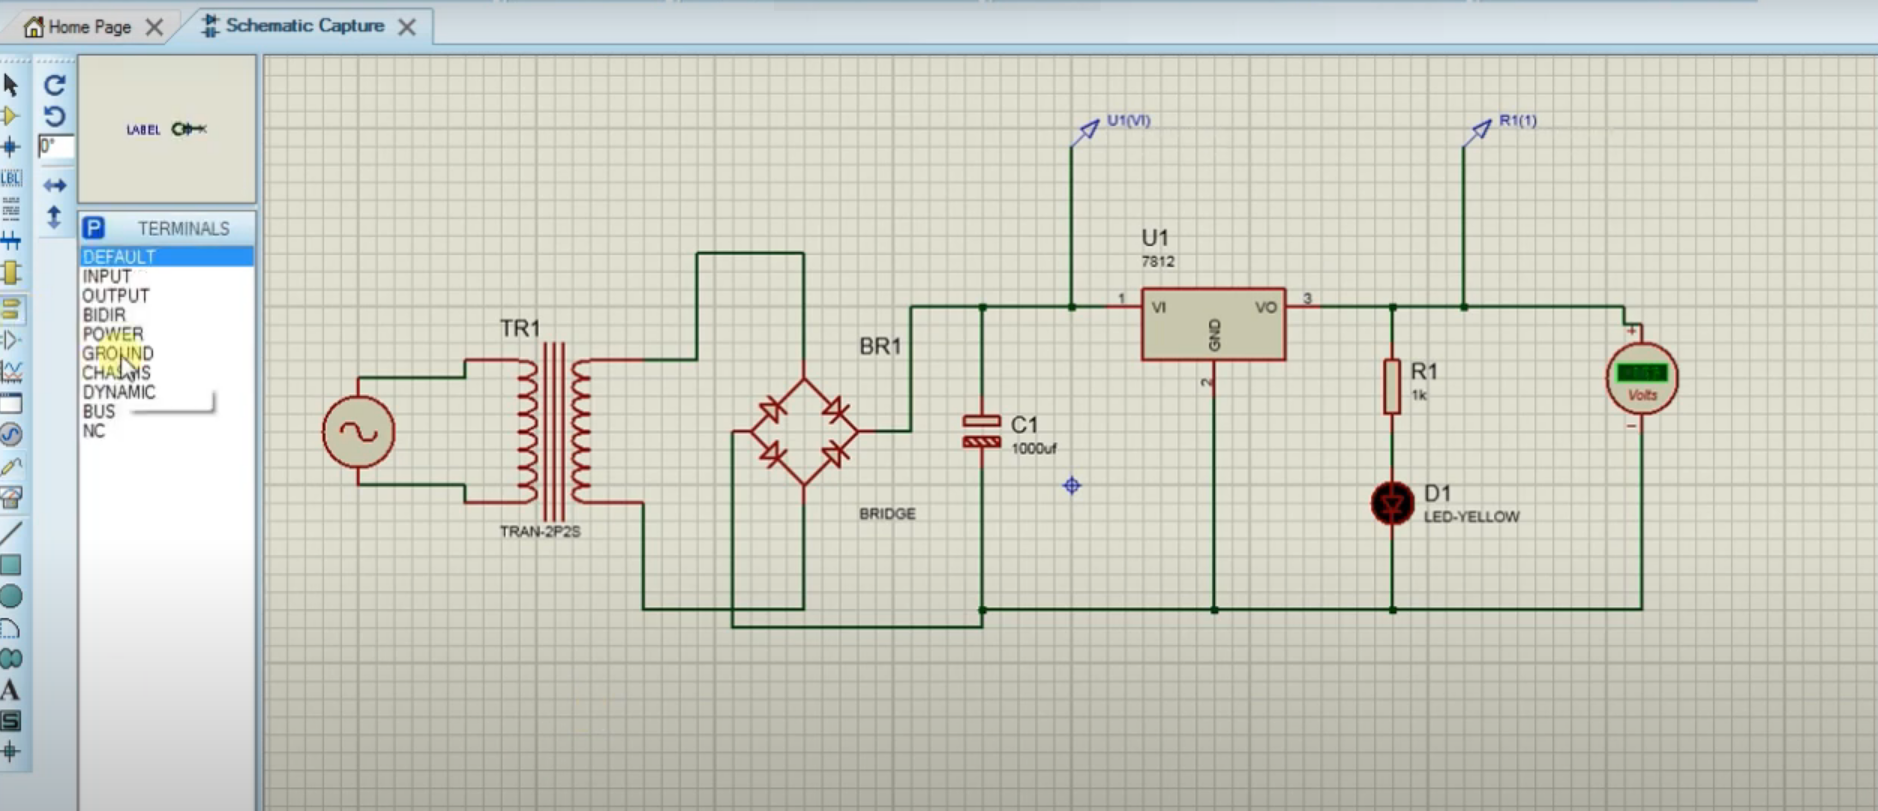 Home Page
Schematic Capture
LBL
0°
LABEL
P TERMINALS
DEFAULT
INPUT
OUTPUT
BIDIR
POWER
GROUND
CHASSIS
DYNAMIC
BUS
NC
A
S
TR1
TRAN-2P2S
BR1
BRIDGE
C1
1000uf
U1(VI)
U1
7812
1
VI
VO
3
GND
2
R1(1)
R1
1k
D1
LED-YELLOW
+
Volts
−